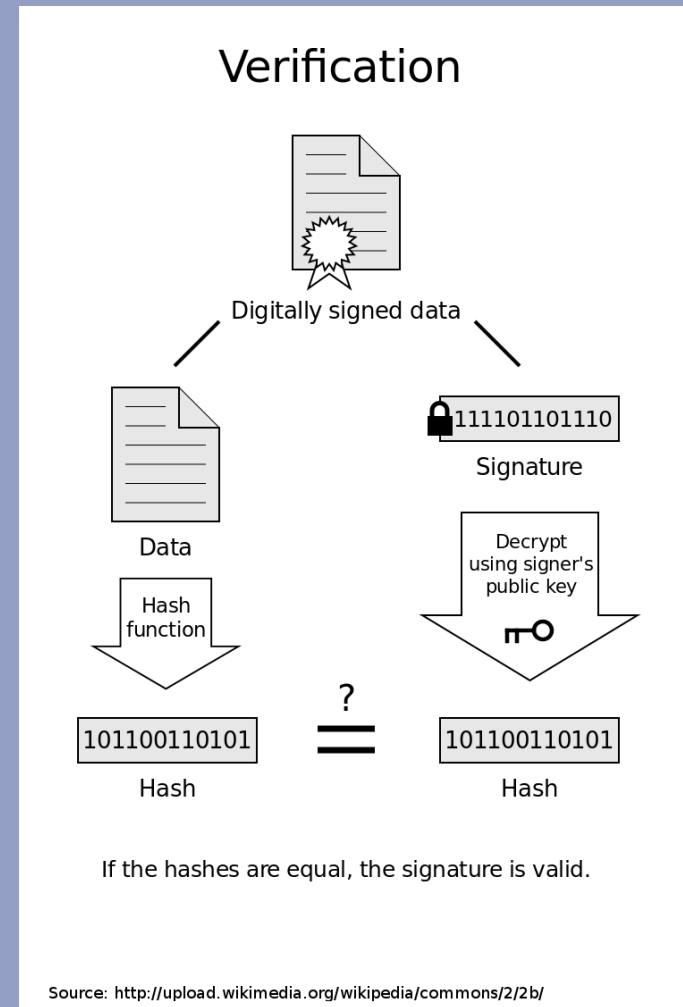 Verification
Digitally signed data
111101101110
Signature
Data
Decrypt
using signer's
public key
Hash
function
?
101100110101
101100110101
Hash
Hash
If the hashes are equal, the signature is valid.
Source: http://upload.wikimedia.org/wikipedia/commons/2/2b/